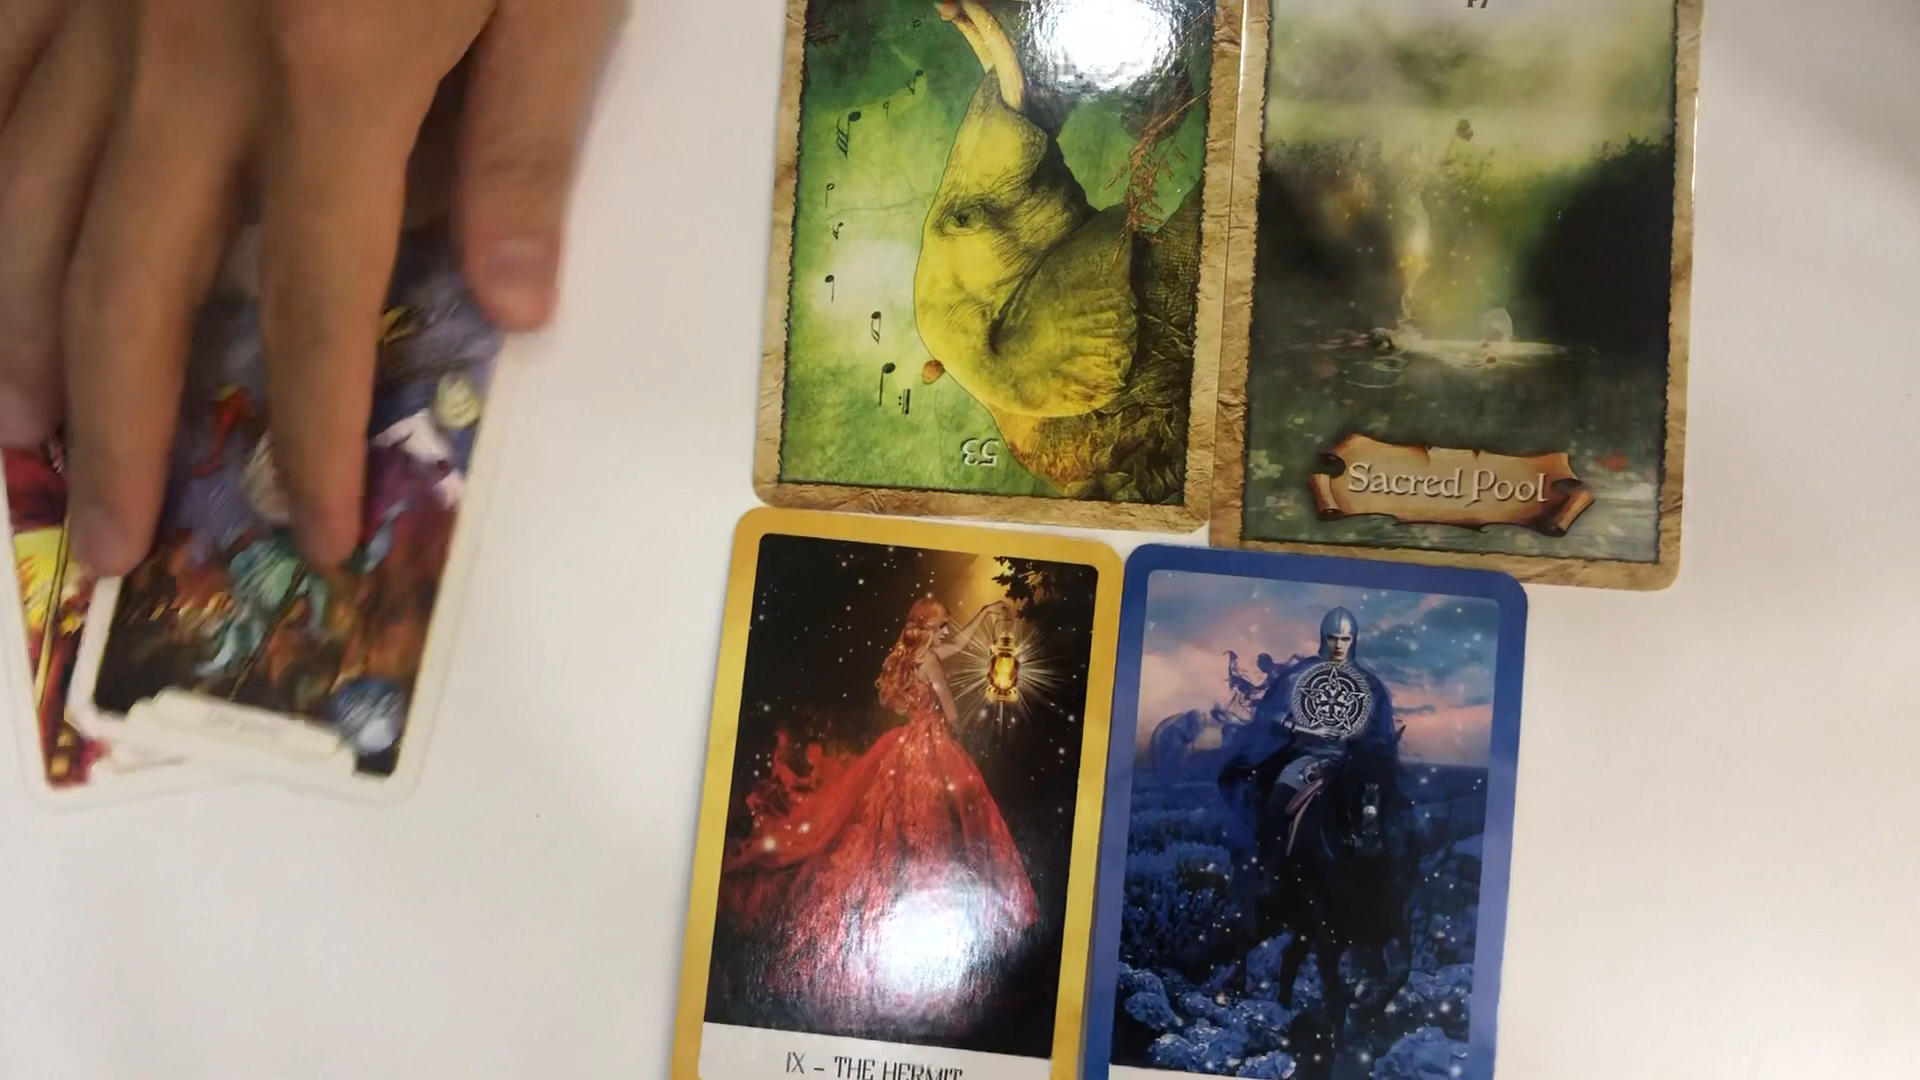 53
Sacred Pool
IX - THE HERMIT